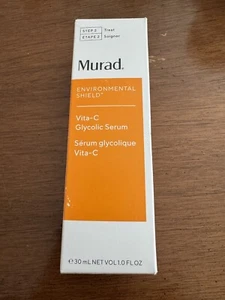 STEP 2 Treat
ÉTAPE 2 Soigner
Murad.
ENVIRONMENTAL
SHIELD®
Vita-C
Glycolic Serum
Sérum glycolique
Vita-C
℮ 30 mL NET VOL 1.0 FL OZ